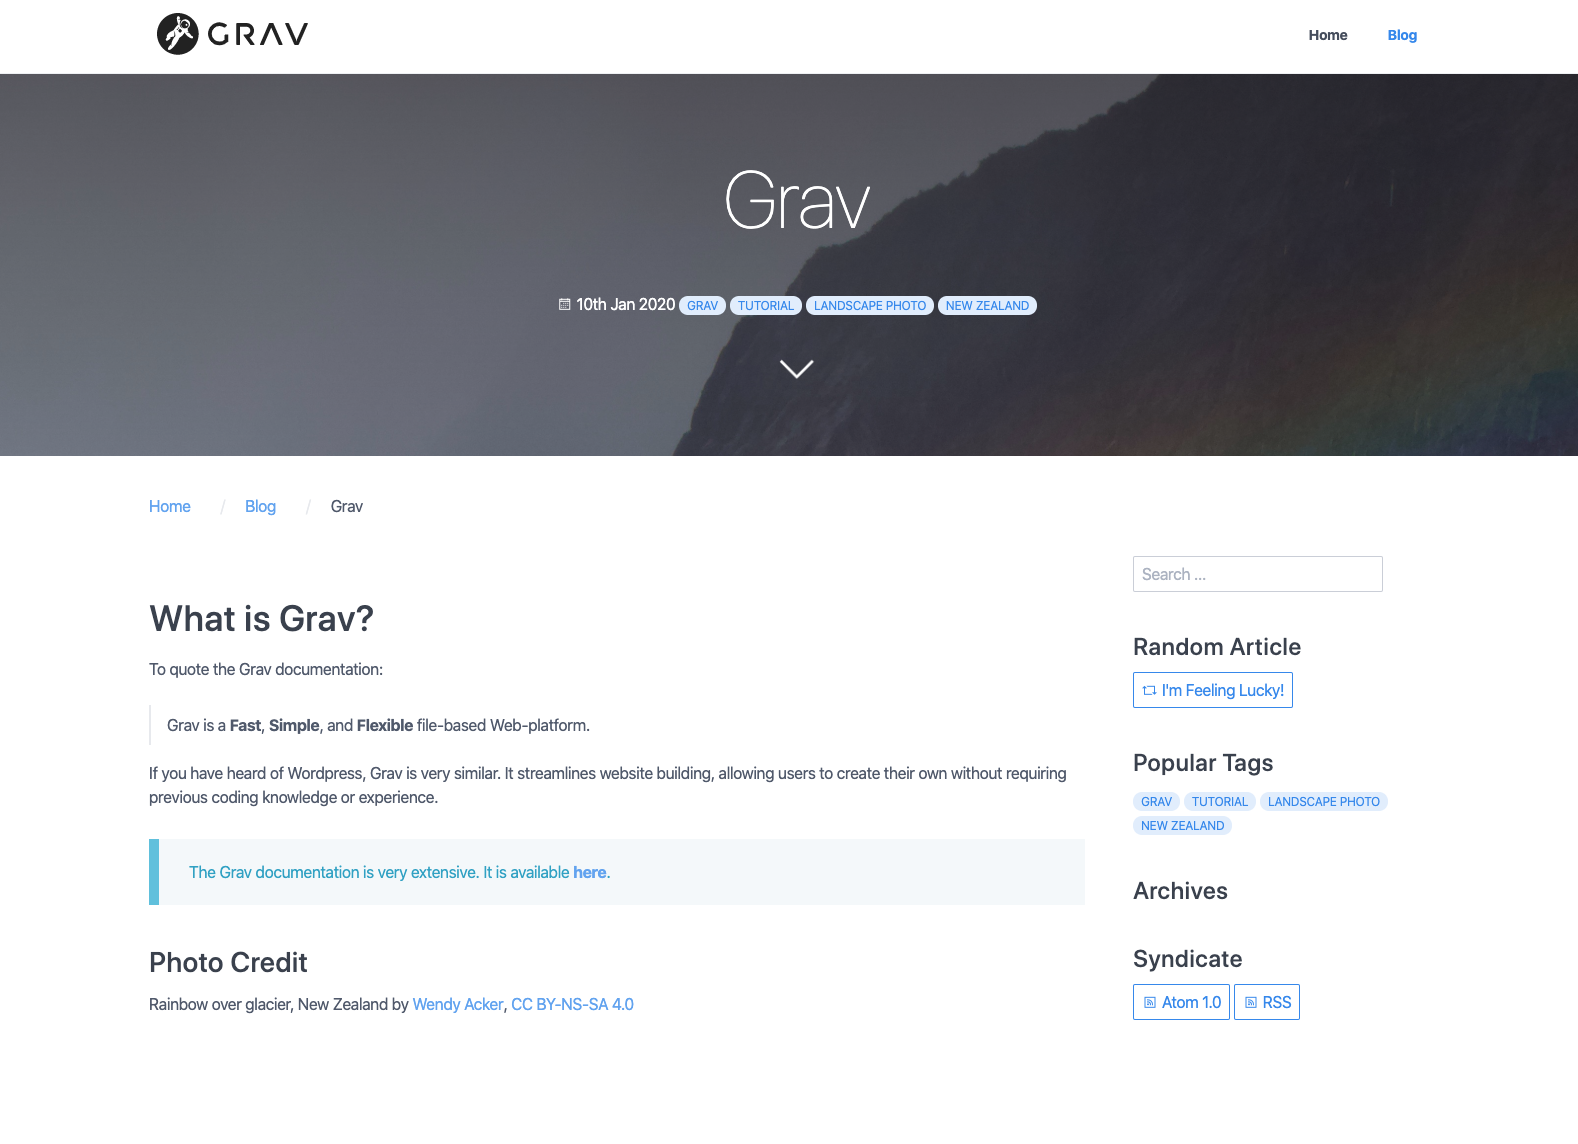 GRAV
Home Blog
Grav
10th Jan 2020 GRAV TUTORIAL LANDSCAPE PHOTO NEW ZEALAND
Home / Blog / Grav
What is Grav?
To quote the Grav documentation:
Grav is a Fast, Simple, and Flexible file-based Web-platform.
If you have heard of Wordpress, Grav is very similar. It streamlines website building, allowing users to create their own without requiring
previous coding knowledge or experience.
The Grav documentation is very extensive. It is available here.
Photo Credit
Rainbow over glacier, New Zealand by Wendy Acker, CC BY-NS-SA 4.0
Search ...
Random Article
I'm Feeling Lucky!
Popular Tags
GRAV TUTORIAL LANDSCAPE PHOTO
NEW ZEALAND
Archives
Syndicate
Atom 1.0 RSS